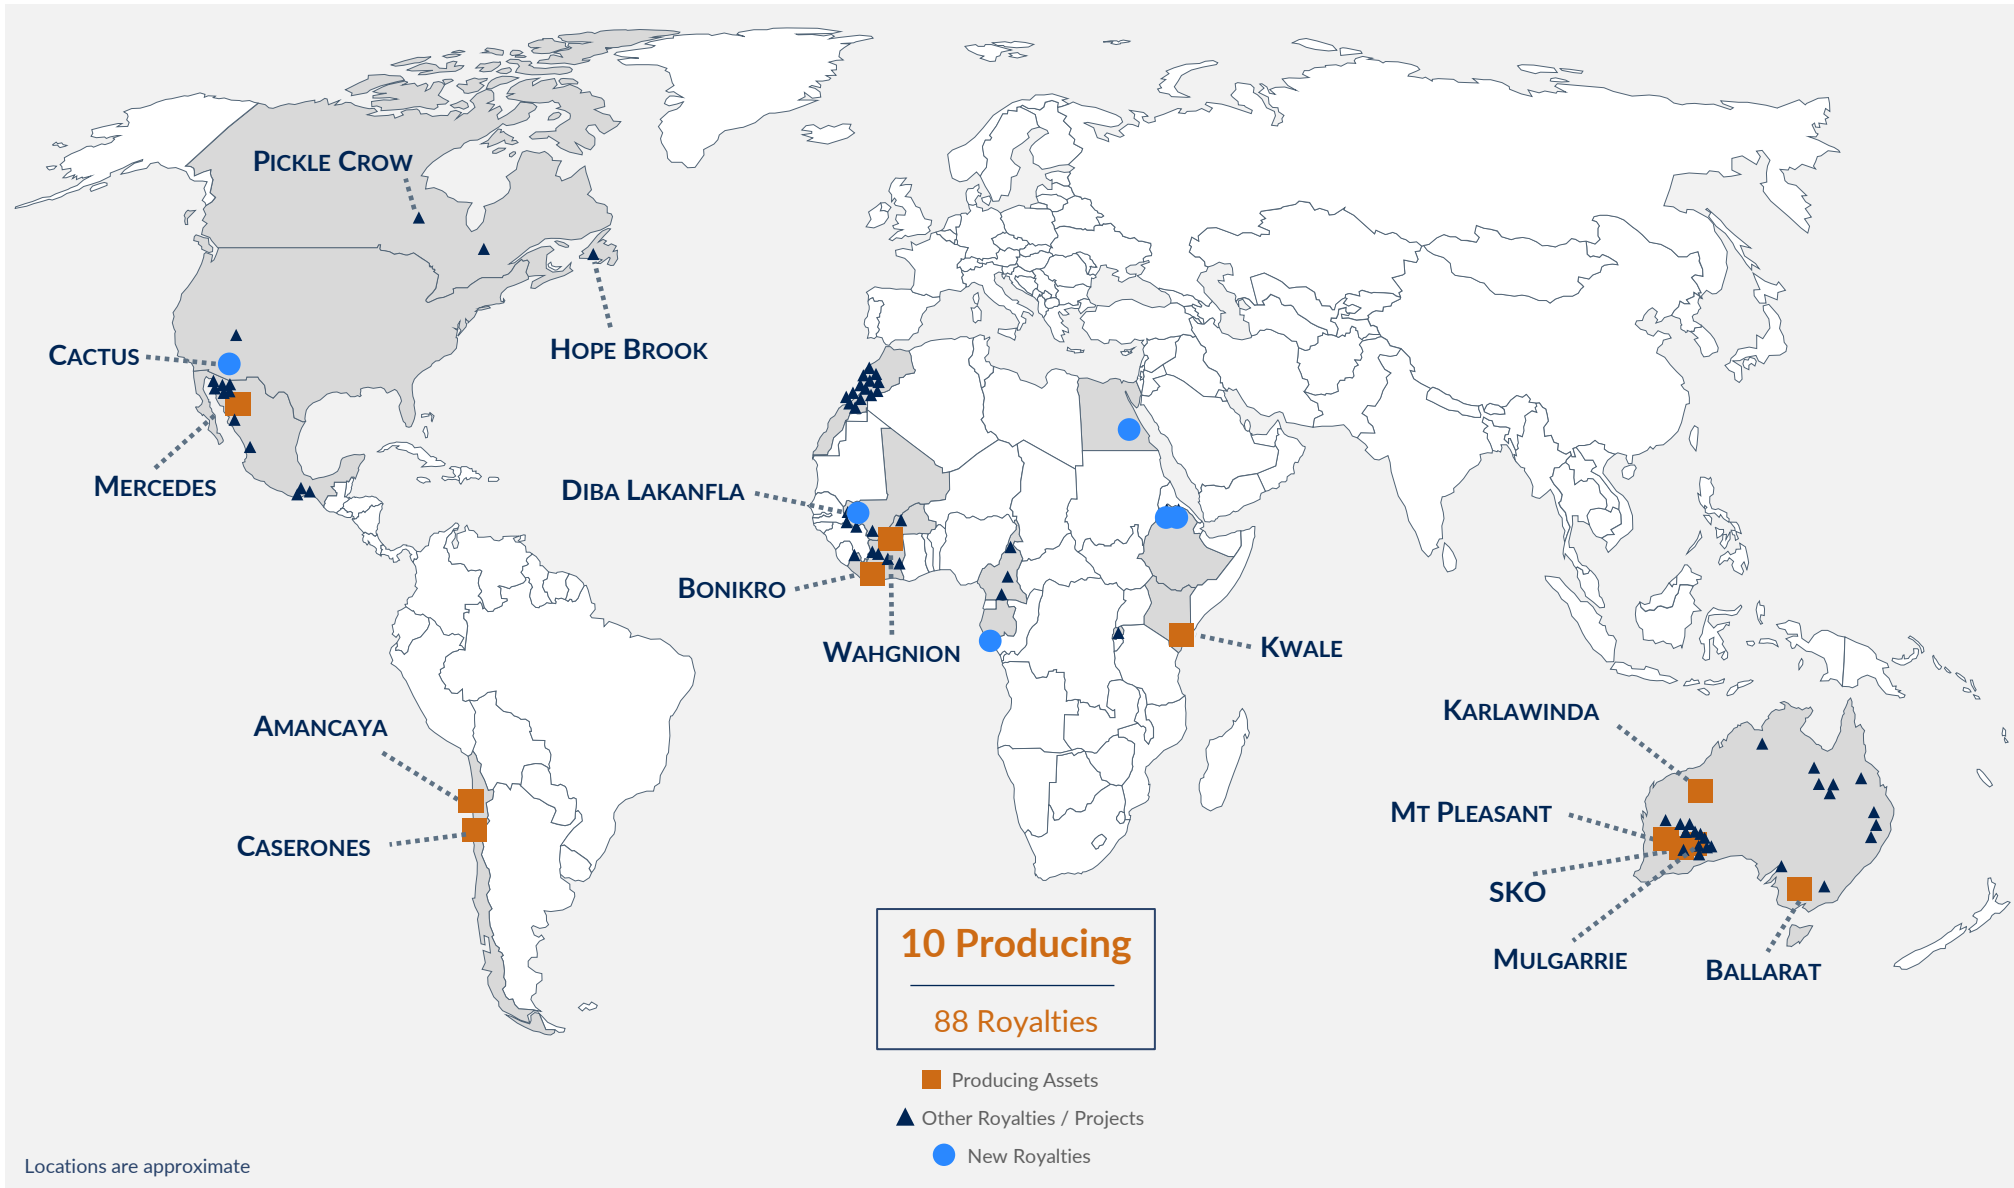 PICKLE CROW
HOPE BROOK
CACTUS
MERCEDES
DIBA LAKANFLA
BONIKRO
WAHGNION
KWALE
AMANCAYA
CASERONES
KARLAWINDA
MT PLEASANT
SKO
MULGARRIE
BALLARAT
10 Producing
88 Royalties
Producing Assets
Other Royalties / Projects
New Royalties
Locations are approximate